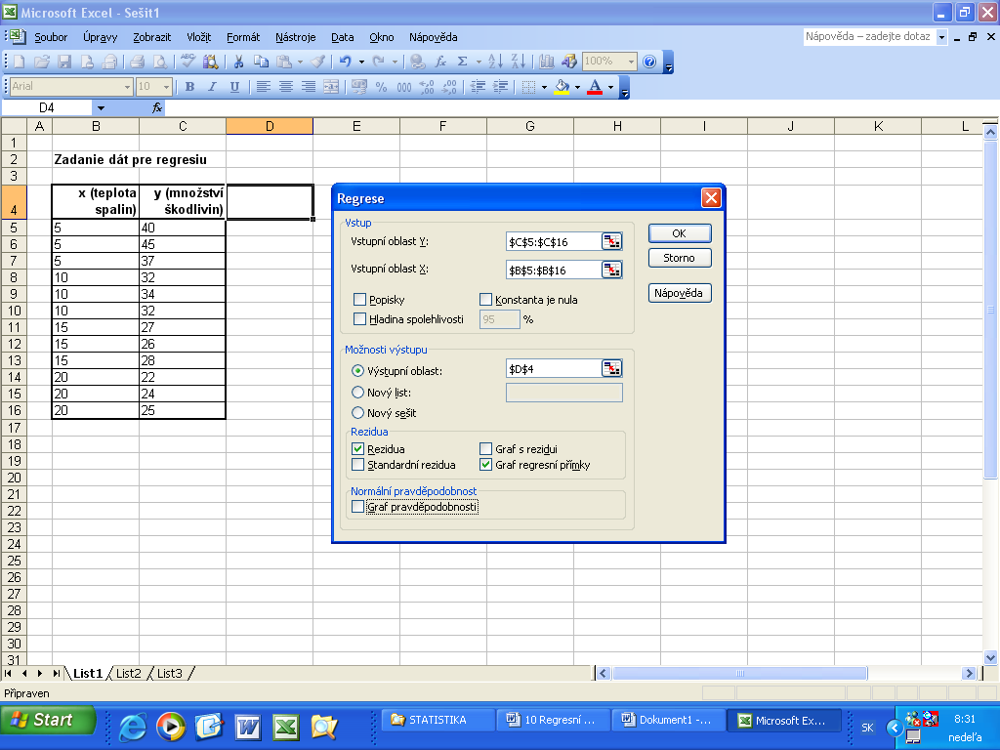 Microsoft Excel - Sešit1
Soubor Úpravy Zobrazit Vložit Formát Nástroje Data Okno Nápověda Nápověda – zadejte dotaz
100%
Arial 10 B I U % 000
D4 fx
A B C D E F G H I J K L
1
2 Zadanie dát pre regresiu
3
x (teplota y (množství
4 spalin) škodlivin)
5 5 40
6 5 45
7 5 37
8 10 32
9 10 34
10 10 32
11 15 27
12 15 26
13 15 28
14 20 22
15 20 24
16 20 25
17
18
19
20
21
22
23
24
25
26
27
28
29
30
31
Regrese
Vstup
Vstupní oblast Y: $C$5:$C$16
Vstupní oblast X: $B$5:$B$16
Popisky Konstanta je nula
Hladina spolehlivosti 95 %
OK
Storno
Nápověda
Možnosti výstupu
Výstupní oblast: $D$4
Nový list:
Nový sešit
Rezidua
Rezidua Graf s rezidui
Standardní rezidua Graf regresní přímky
Normální pravděpodobnost
Graf pravděpodobnosti
List1 List2 List3
Připraven
Start STATISTIKA 10 Regresní ... Dokument1 -... Microsoft Ex... SK 8:31
nedeľa